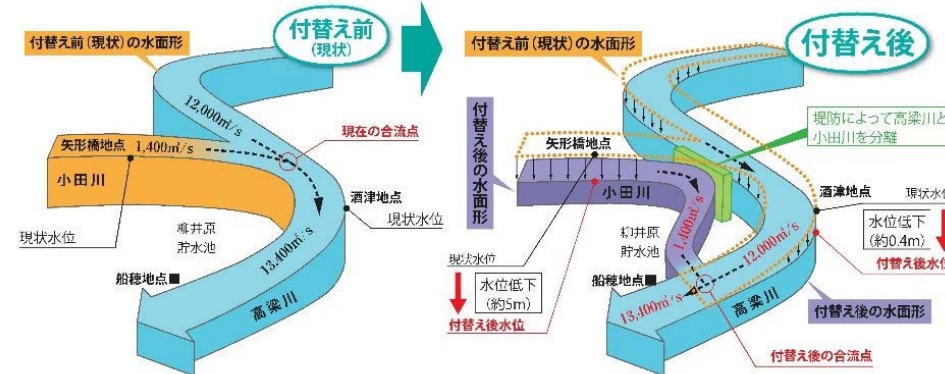 付替え前(現状)の水面形
付替え前
(現状)
12,000㎥/s
現在の合流点
矢形橋地点
1,400㎥/s
小田川
酒津地点
現状水位
現状水位
柳井原
貯水池
13,400㎥/s
船穂地点■
高梁川
付替え前(現状)の水面形
付替え後
堤防によって高梁川と
小田川を分離
付替え後の水面形
矢形橋地点
小田川
酒津地点
現状水位
水位低下
(約0.4m)
付替え後水位
柳井原
貯水池
1,400㎥/s
12,000㎥/s
現状水位
水位低下
(約5m)
付替え後水位
船穂地点■
13,400㎥/s
高梁川
付替え後の水面形
付替え後の合流点